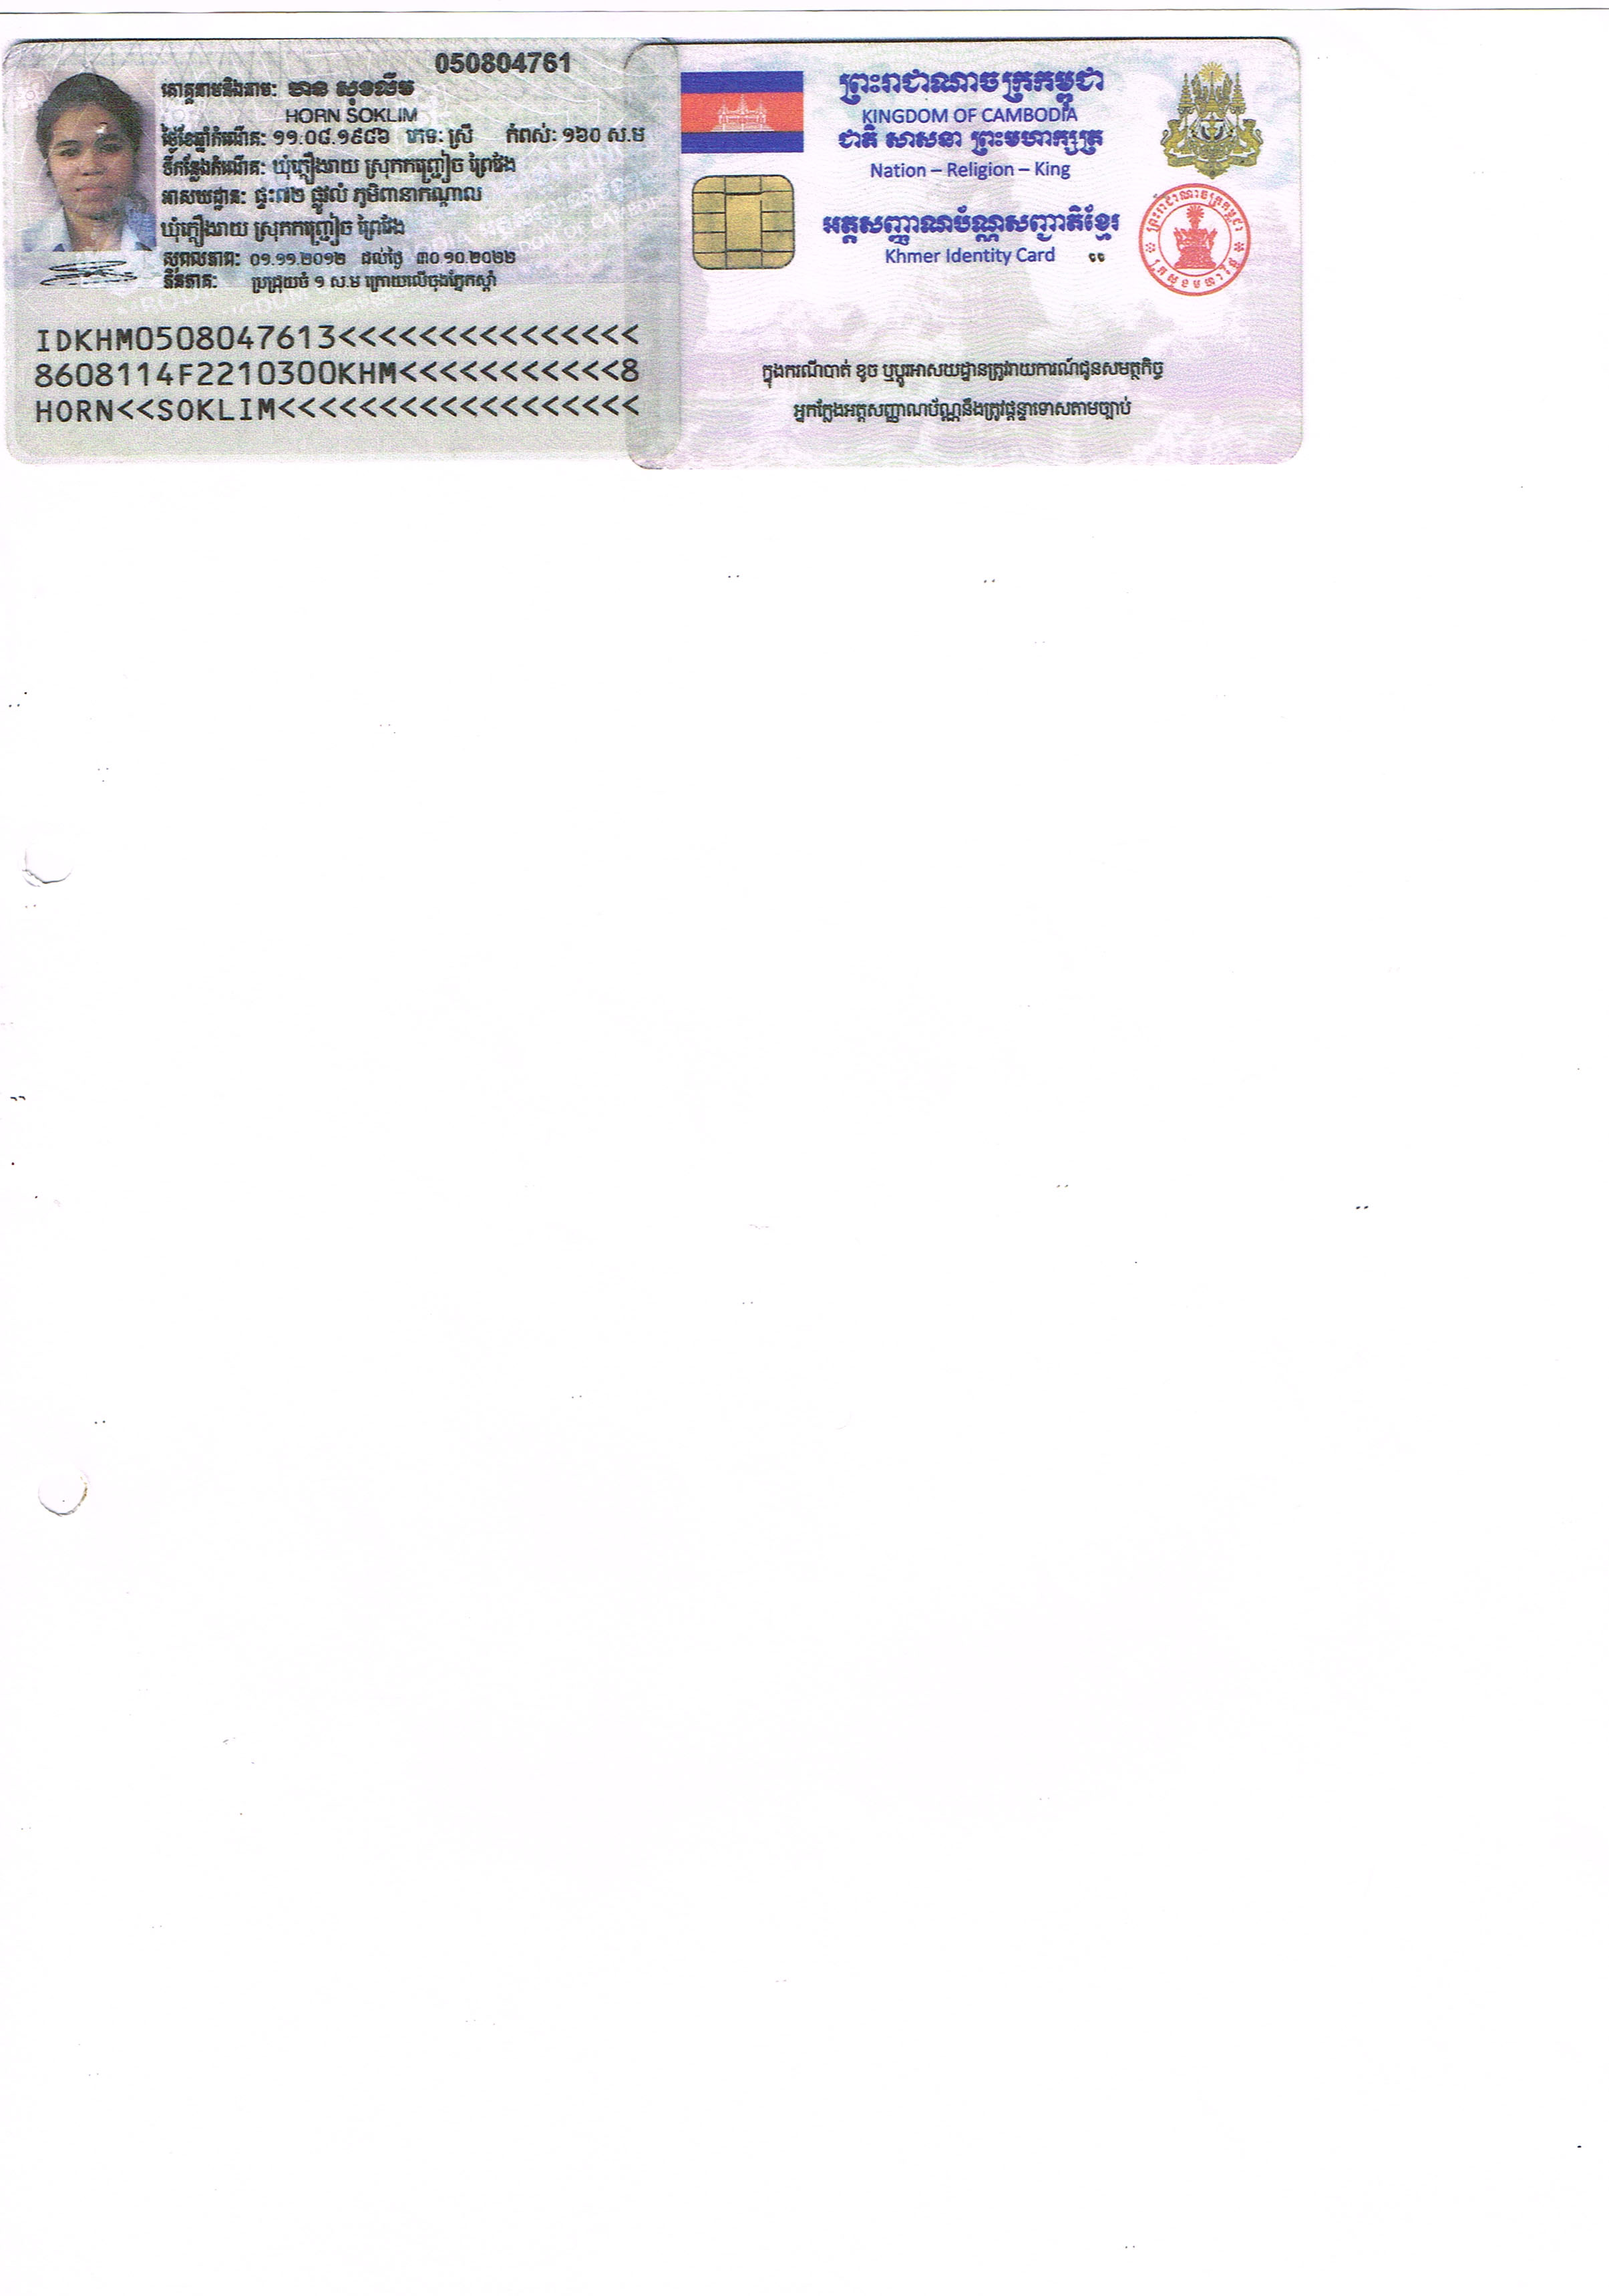 050804761
គោត្តនាមនិងនាម: ហាន សុខលីម
HORN SOKLIM
ថ្ងៃខែឆ្នាំកំណើត: ១១.០៨.១៩៨៦ ភេទ: ស្រី កំពស់: ១៦០ ស.ម
ទីកន្លែងកំណើត: ឃុំភ្លឹងរាយ ស្រុកកញ្ជ្រៀច ព្រៃវែង
អាសយដ្ឋាន: ផ្ទះ៧២ ផ្លូវលំ ភូមិពានាកណ្តាល
ឃុំភ្លឹងរាយ ស្រុកកញ្ជ្រៀច ព្រៃវែង
សុពលភាព: ០១.១១.២០១២ ដល់ថ្ងៃ ៣០.១០.២០២២
ភិនភាគ: ប្រជ្រុយចំ ១ ស.ម ក្រោយលើចុងភ្នែកស្តាំ
IDKHM0508047613<<<<<<<<<<<<<<<
8608114F2210300KHM<<<<<<<<<<<8
HORN<<SOKLIM<<<<<<<<<<<<<<<<<<
ព្រះរាជាណាចក្រកម្ពុជា
KINGDOM OF CAMBODIA
ជាតិ សាសនា ព្រះមហាក្សត្រ
Nation – Religion – King
អត្តសញ្ញាណប័ណ្ណសញ្ជាតិខ្មែរ
Khmer Identity Card
ក្នុងករណីបាត់ ខូច ឬប្តូរអាសយដ្ឋានត្រូវរាយការណ៍ជូនសមត្ថកិច្ច
អ្នកក្លែងអត្តសញ្ញាណប័ណ្ណនឹងត្រូវផ្តន្ទាទោសតាមច្បាប់